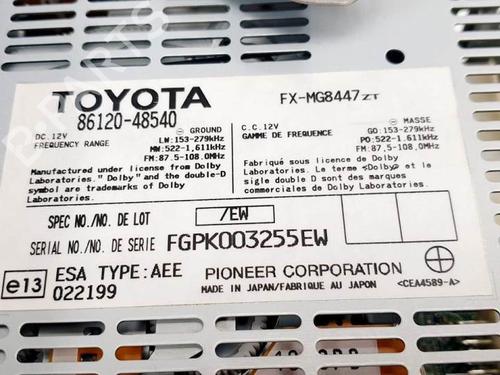 B-PARTS
TOYOTA
86120-48540
FX-MG8447ZT
DC.12V
GROUND
FREQUENCY RANGE
LW:153-279kHz
MW:522-1,611kHz
FM:87.5-108.0MHz
Manufactured under license from Dolby
Laboratories. "Dolby" and the double-D
symbol are trademarks of Dolby
Laboratories.
C.C.12V
MASSE
GAMME DE FREQUENCE
GO:153-279kHz
PO:522-1,611kHz
FM:87.5-108.0MHz
Fabriqué sous licence de Dolby
Laboratories. Le terme «Dolby» et le
sigle double D sont des marques
commerciales de Dolby Laboratories.
SPEC NO./NO. DE LOT
/EW
SERIAL NO./NO. DE SERIE FGPK003255EW
e13
ESA TYPE:AEE
022199
PIONEER CORPORATION
MADE IN JAPAN/FABRIQUE AU JAPON
<CEA4589-A>